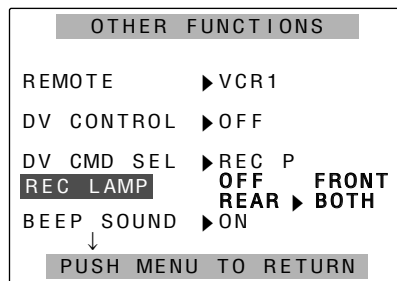 OTHER FUNCTIONS
REMOTE ▶VCR1
DV CONTROL ▶OFF
DV CMD SEL ▶REC P
REC LAMP OFF FRONT
REAR ▶ BOTH
BEEP SOUND ▶ON
↓
PUSH MENU TO RETURN